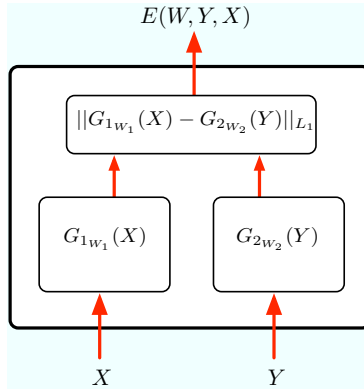 E(W, Y, X)
||G_{1_{W_1}}(X) − G_{2_{W_2}}(Y)||_{L_1}
G_{1_{W_1}}(X) G_{2_{W_2}}(Y)
X Y